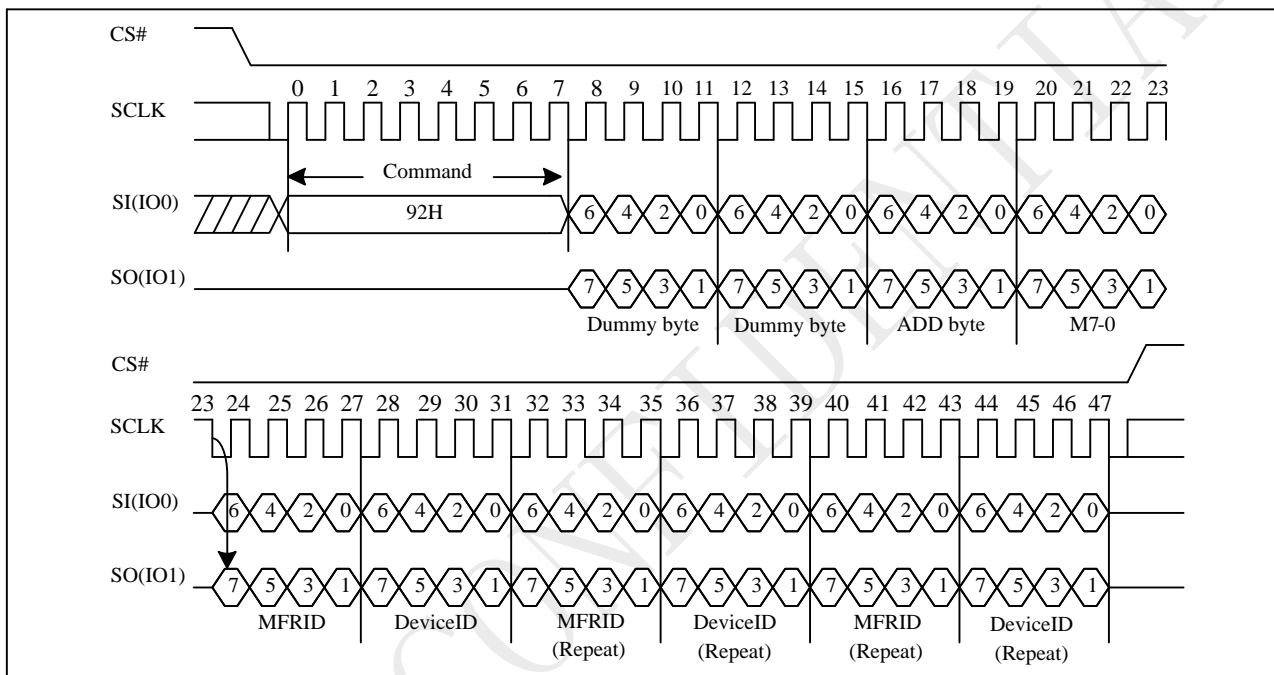 CS#
0 1 2 3 4 5 6 7 8 9 10 11 12 13 14 15 16 17 18 19 20 21 22 23
SCLK
Command
SI(IO0)
92H
6 4 2 0 6 4 2 0 6 4 2 0 6 4 2 0
SO(IO1)
7 5 3 1 7 5 3 1 7 5 3 1 7 5 3 1
Dummy byte Dummy byte ADD byte M7-0
CS#
23 24 25 26 27 28 29 30 31 32 33 34 35 36 37 38 39 40 41 42 43 44 45 46 47
SCLK
SI(IO0)
6 4 2 0 6 4 2 0 6 4 2 0 6 4 2 0 6 4 2 0 6 4 2 0
SO(IO1)
7 5 3 1 7 5 3 1 7 5 3 1 7 5 3 1 7 5 3 1 7 5 3 1
MFRID DeviceID MFRID DeviceID MFRID DeviceID
(Repeat) (Repeat) (Repeat) (Repeat)
CONFIDENTIAL